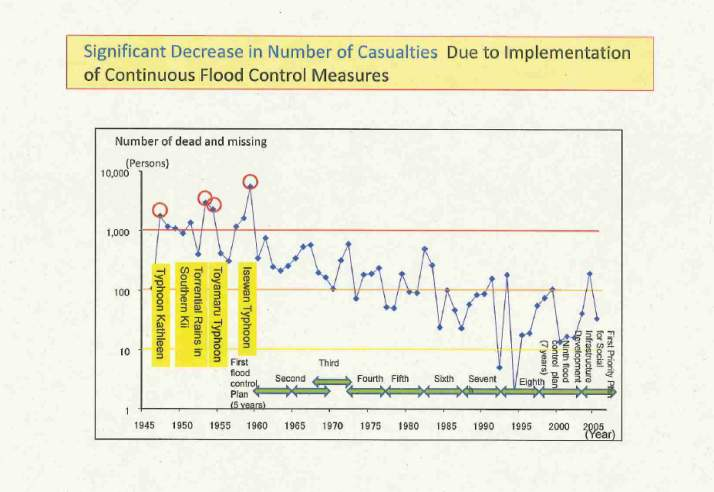 Significant Decrease in Number of Casualties Due to Implementation
of Continuous Flood Control Measures
Number of dead and missing
(Persons)
10,000
1,000
100
10
1
Typhoon Kathleen
Torrential Rains in
Southern Kii
Toyamaru Typhoon
Isewan Typhoon
First
flood
control
Plan
(5 years)
Second
Third
Fourth
Fifth
Sixth
Sevent
h
Eighth
Ninth flood
control plan
(7 years)
First Priority Plan
for Social
Infrastructure
Development
1945 1950 1955 1960 1965 1970 1975 1980 1985 1990 1995 2000 2005
(Year)